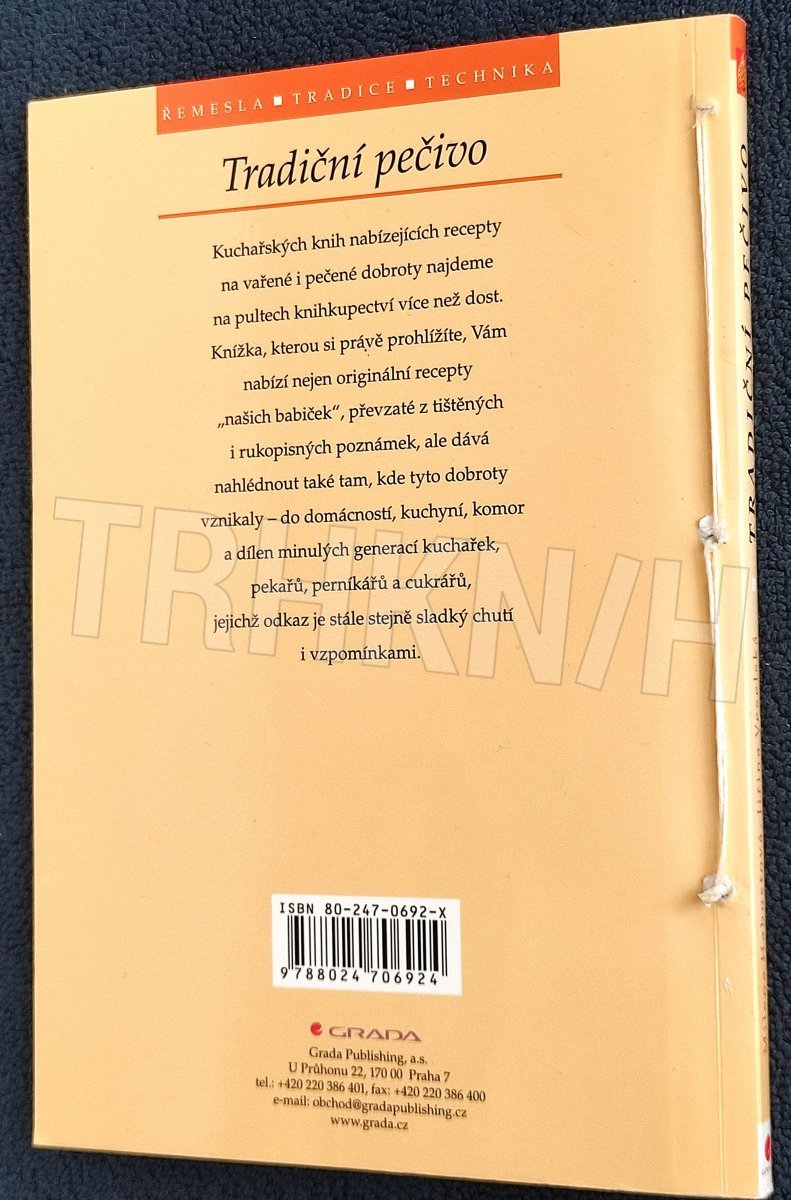 ŘEMESLA ■ TRADICE ■ TECHNIKA
Tradiční pečivo
Kuchařských knih nabízejících recepty
na vařené i pečené dobroty najdeme
na pultech knihkupectví více než dost.
Knížka, kterou si právě prohlížíte, Vám
nabízí nejen originální recepty
„našich babiček“, převzaté z tištěných
i rukopisných poznámek, ale dává
nahlédnout také tam, kde tyto dobroty
vznikaly – do domácností, kuchyní, komor
a dílen minulých generací kuchařek,
pekařů, perníkářů a cukrářů,
jejichž odkaz je stále stejně sladký chutí
i vzpomínkami.
ISBN 80-247-0692-X
9788024 706924
GRADA
Grada Publishing, a.s.
U Průhonu 22, 170 00 Praha 7
tel.: +420 220 386 401, fax: +420 220 386 400
e-mail: obchod@gradapublishing.cz
www.grada.cz
TRADIČNÍ PEČIVO
TRHKN/H